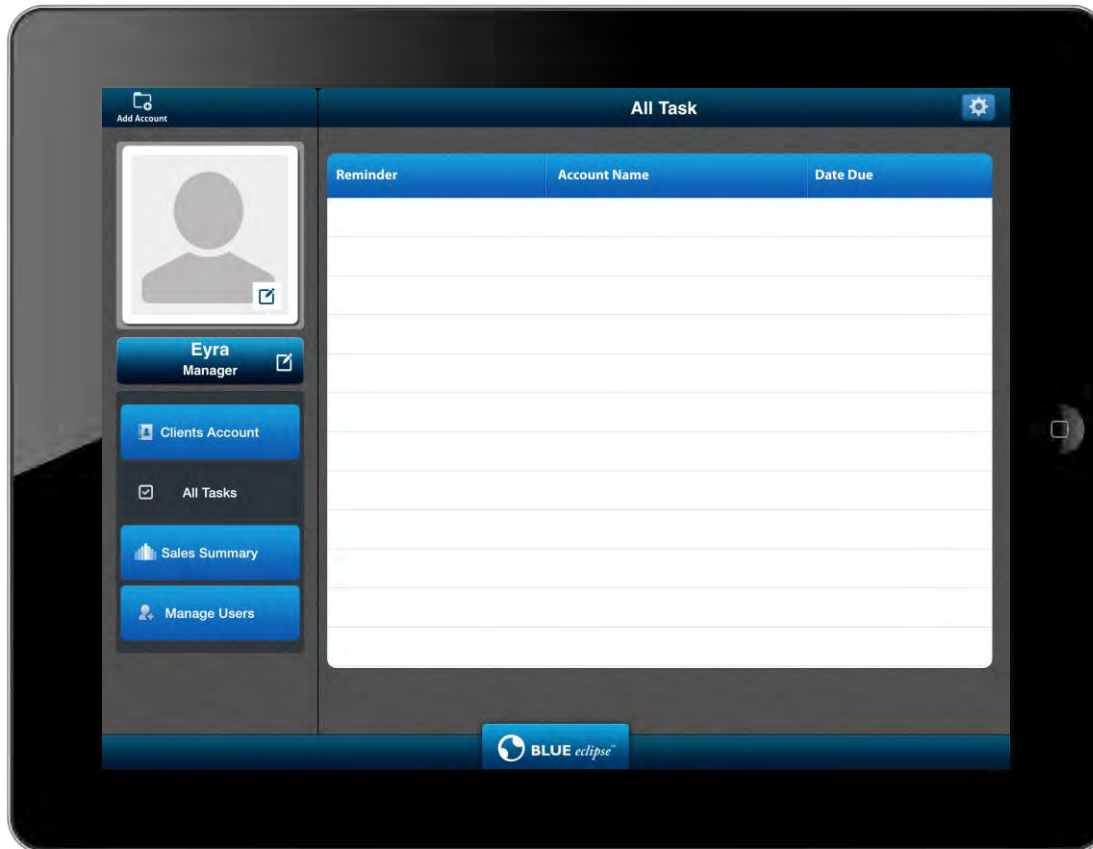 Add Account
All Task
Reminder Account Name Date Due
Eyra
Manager
Clients Account
All Tasks
Sales Summary
Manage Users
BLUE eclipse™